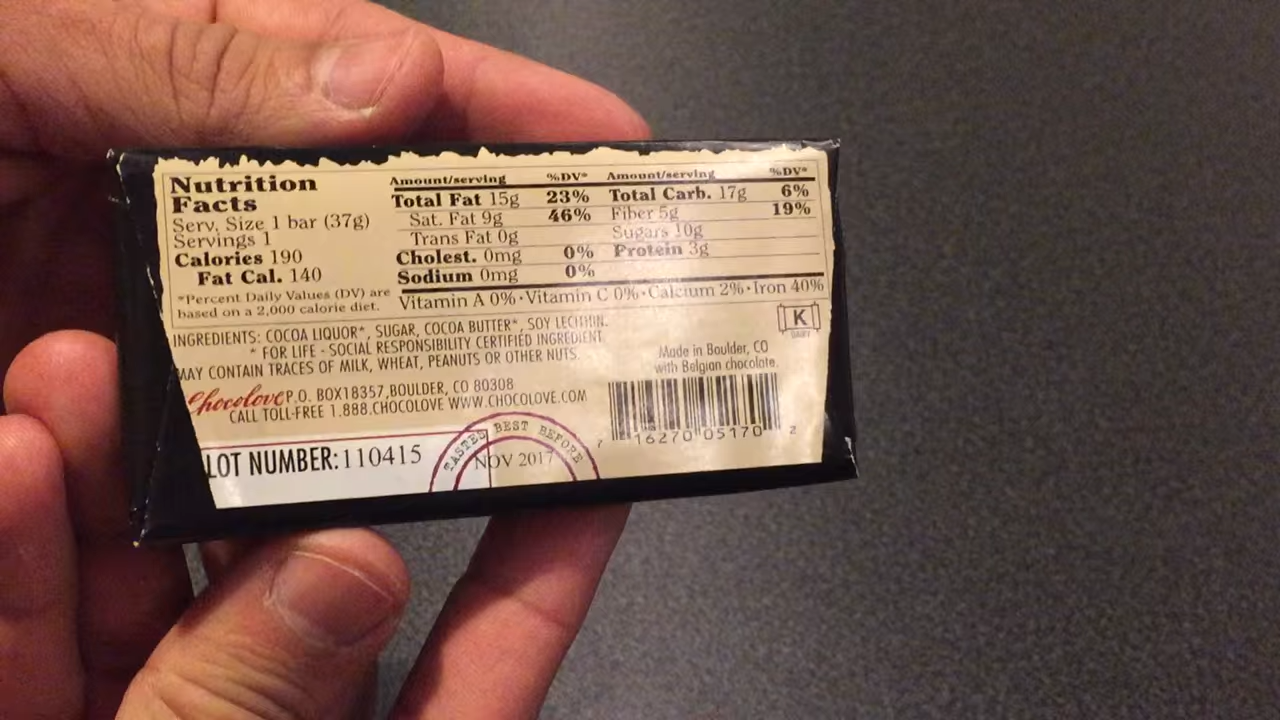 Nutrition
Facts
Serv. Size 1 bar (37g)
Servings 1
Calories 190
Fat Cal. 140
*Percent Daily Values (DV) are
based on a 2,000 calorie diet.
Amount/serving %DV*
Total Fat 15g 23%
Sat. Fat 9g 46%
Trans Fat 0g
Cholest. 0mg 0%
Sodium 0mg 0%
Amount/serving %DV*
Total Carb. 17g 6%
Fiber 5g 19%
Sugars 10g
Protein 3g
Vitamin A 0% · Vitamin C 0% · Calcium 2% · Iron 40%
INGREDIENTS: COCOA LIQUOR*, SUGAR, COCOA BUTTER*, SOY LECITHIN.
* FOR LIFE - SOCIAL RESPONSIBILITY CERTIFIED INGREDIENT.
MAY CONTAIN TRACES OF MILK, WHEAT, PEANUTS OR OTHER NUTS.
K
DAIRY
Made in Boulder, CO
with Belgian chocolate.
Chocolove P.O. BOX18357,BOULDER, CO 80308
CALL TOLL-FREE 1.888.CHOCOLOVE WWW.CHOCOLOVE.COM
7 16270 05170 2
LOT NUMBER:110415
TASTES BEST BEFORE
NOV 2017